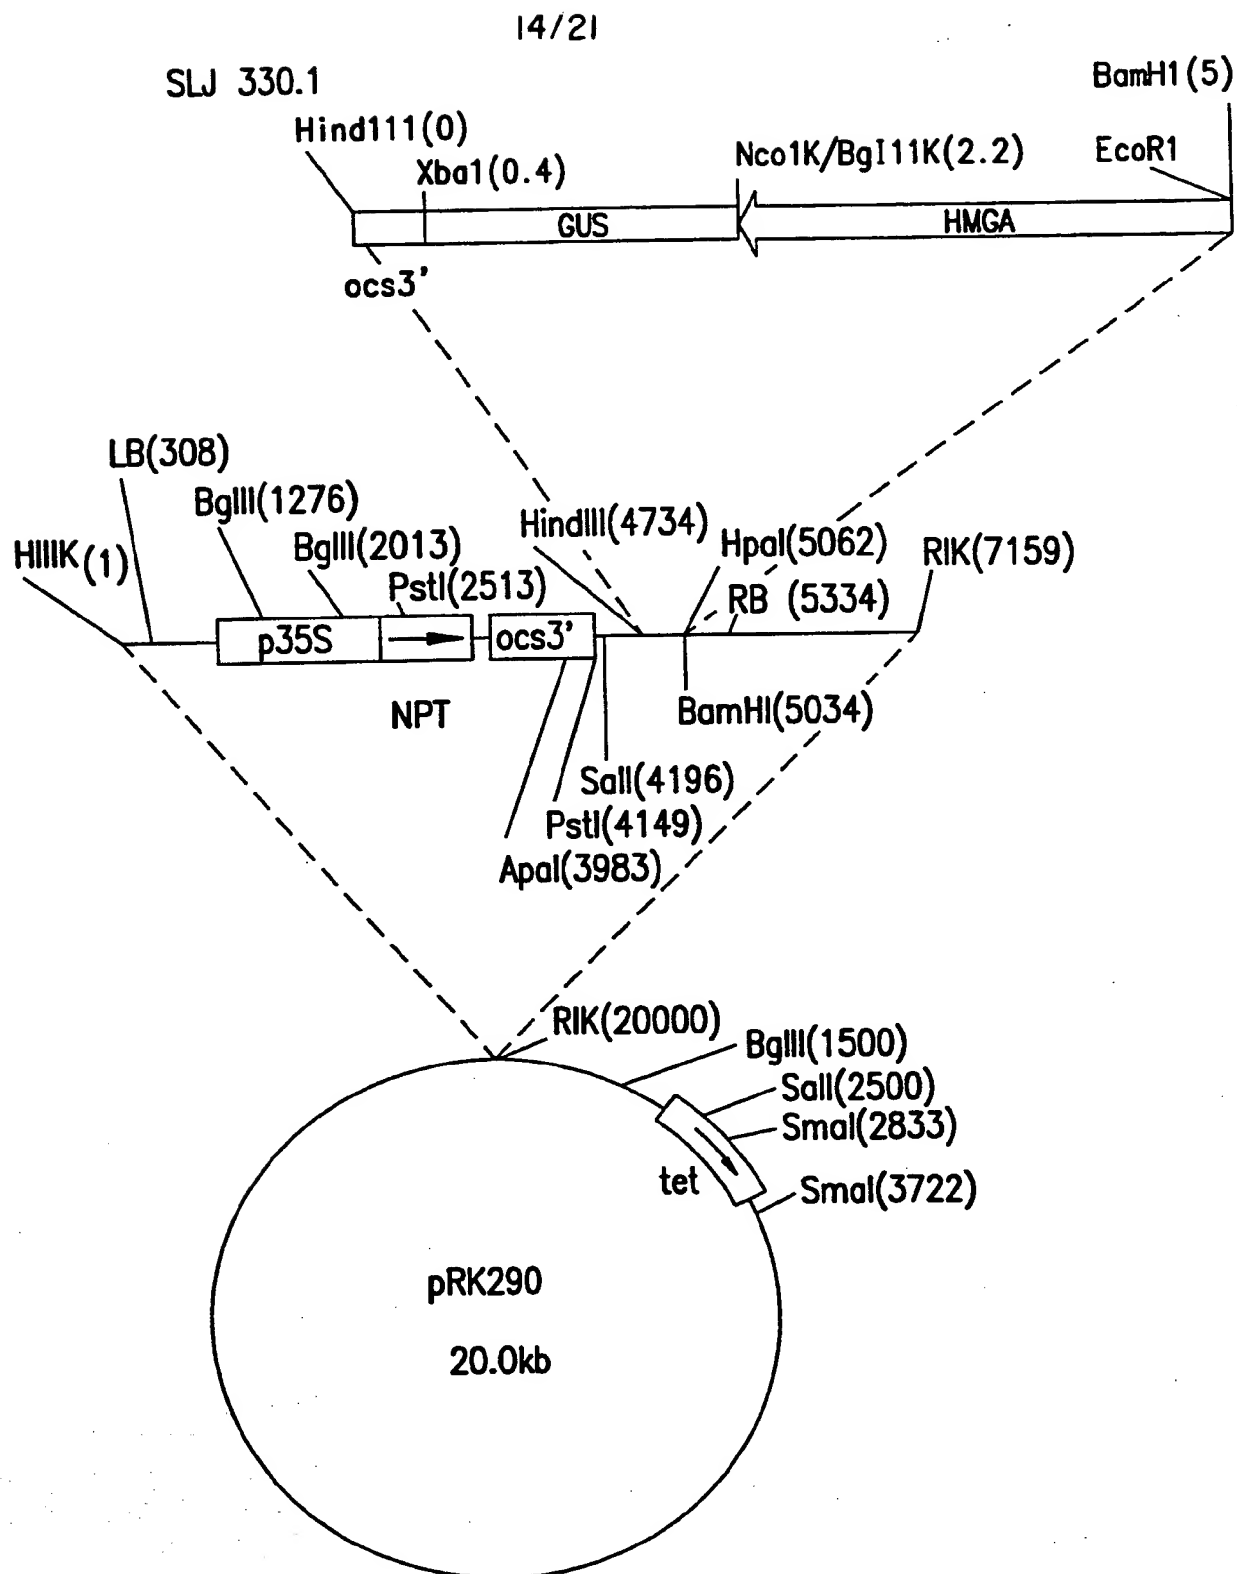 14/21
SLJ 330.1
BamH1(5)
Hind111(0)
Xba1(0.4)
Nco1K/BgI11K(2.2)
EcoR1
GUS
HMGA
ocs3'
LB(308)
BglII(1276)
BglII(2013)
HindIII(4734)
HpaI(5062)
RIK(7159)
HIIIK(1)
PstI(2513)
RB (5334)
p35S
ocs3'
NPT
BamHI(5034)
SalI(4196)
PstI(4149)
ApaI(3983)
RIK(20000)
BglII(1500)
SalI(2500)
SmaI(2833)
tet
SmaI(3722)
pRK290
20.0kb